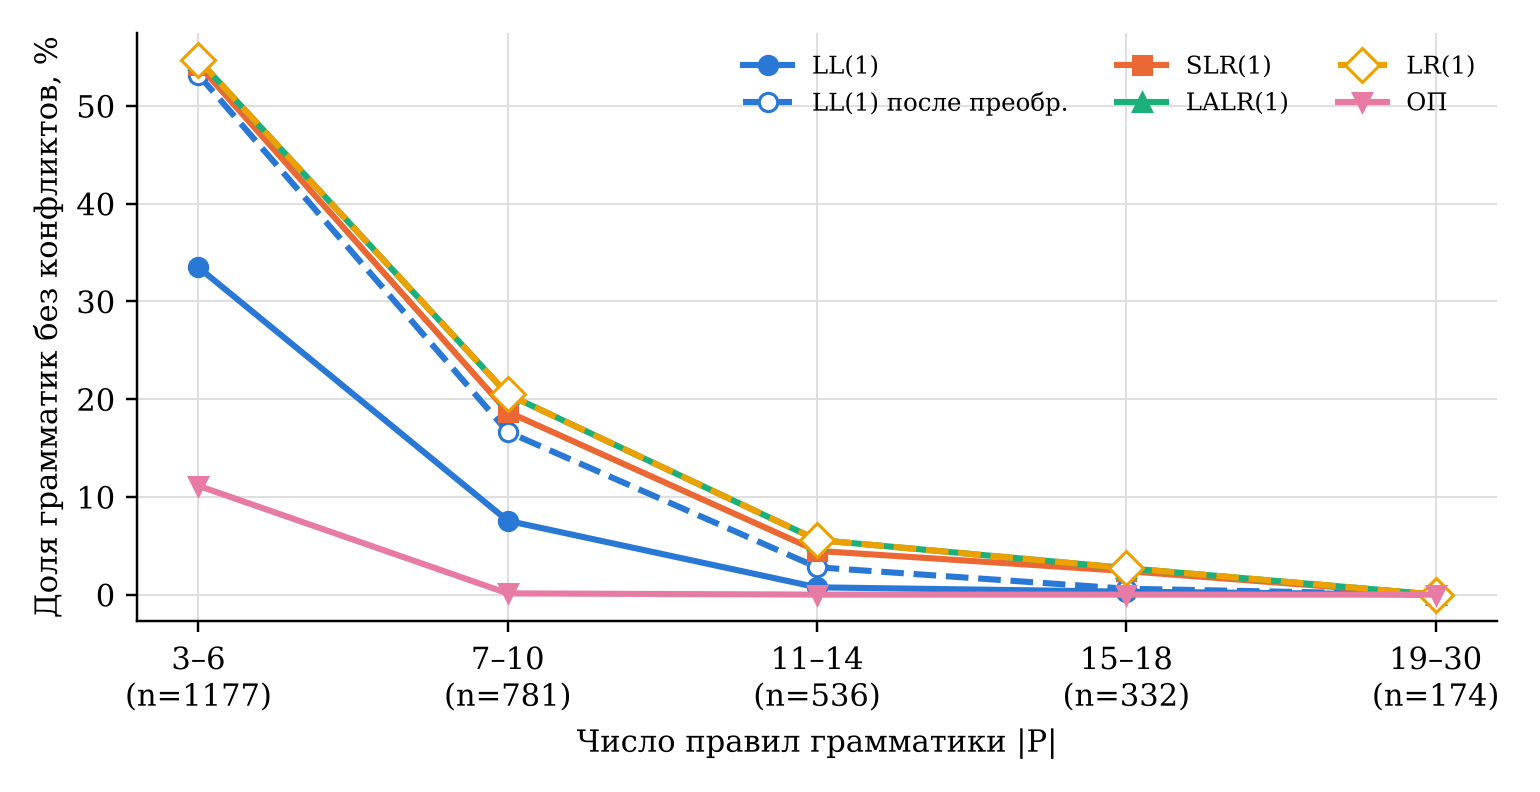 Доля грамматик без конфликтов, %
50
40
30
20
10
0
LL(1)
LL(1) после преобр.
SLR(1)
LALR(1)
LR(1)
ОП
3–6
(n=1177)
7–10
(n=781)
11–14
(n=536)
15–18
(n=332)
19–30
(n=174)
Число правил грамматики |P|